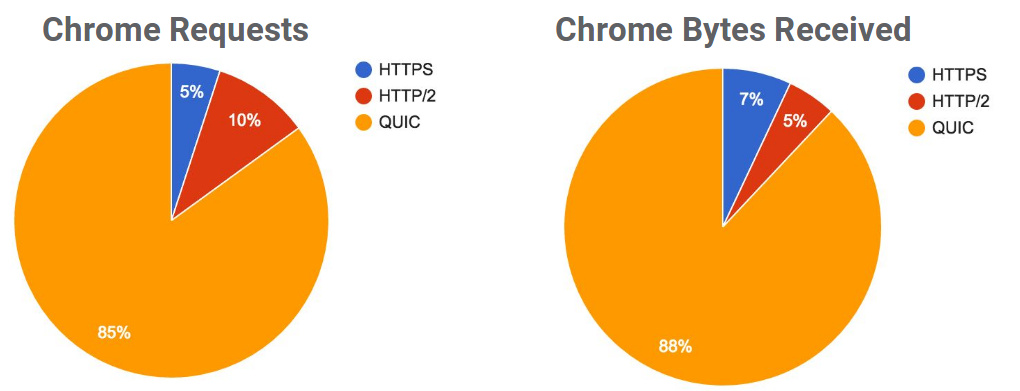 Chrome Requests
HTTPS
HTTP/2
QUIC
5%
10%
85%
Chrome Bytes Received
HTTPS
HTTP/2
QUIC
7%
5%
88%